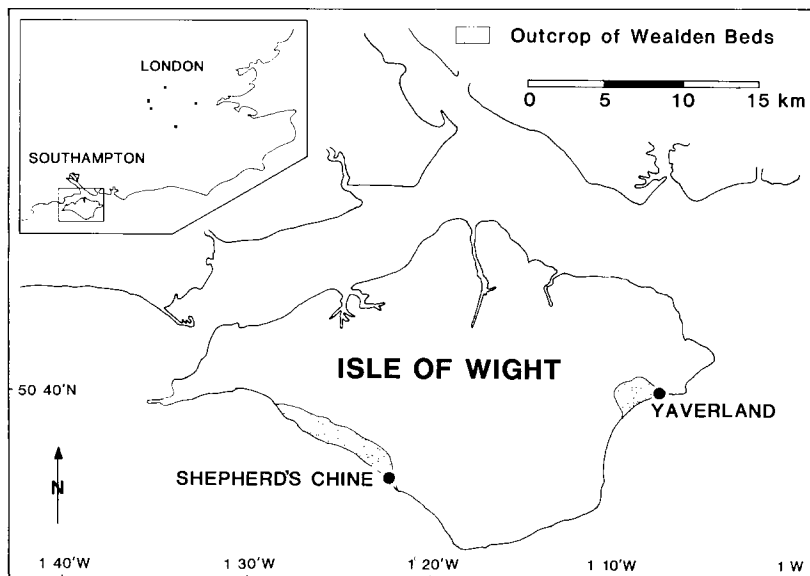 Outcrop of Wealden Beds
LONDON
0 5 10 15 km
SOUTHAMPTON
ISLE OF WIGHT
50 40'N
YAVERLAND
SHEPHERD'S CHINE
N
1 40'W 1 30'W 1 20'W 1 10'W 1 W